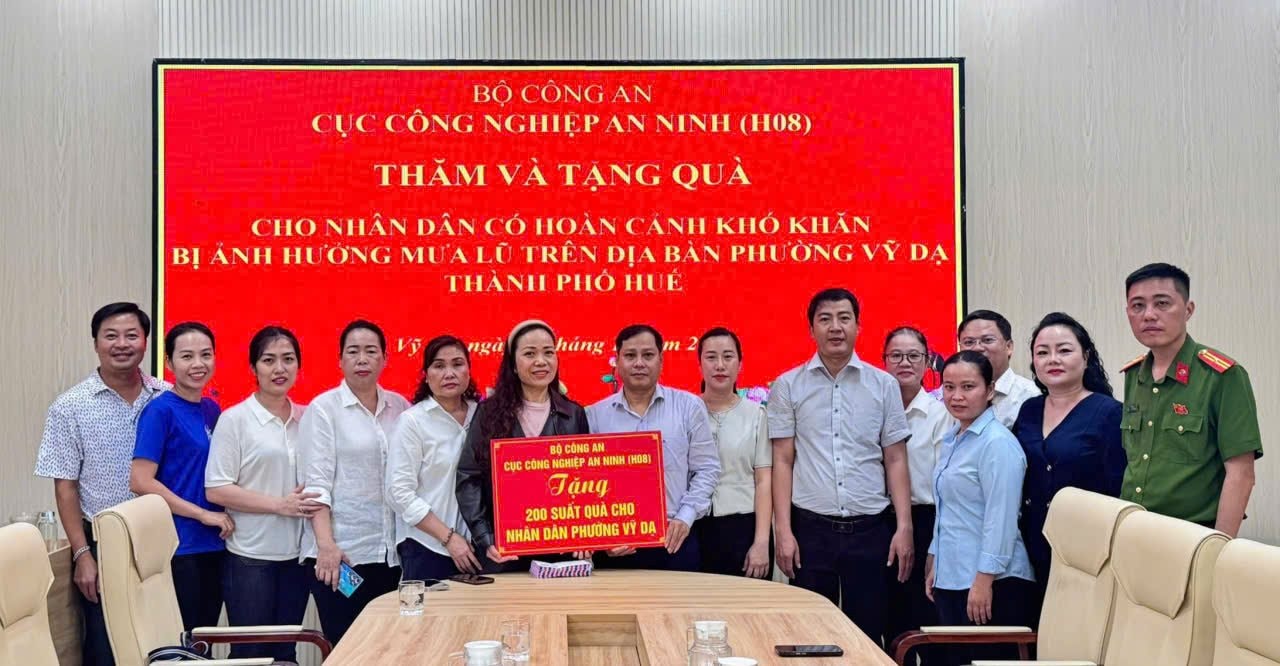 BỘ CÔNG AN
CỤC CÔNG NGHIỆP AN NINH (H08)
THĂM VÀ TẶNG QUÀ
CHO NHÂN DÂN CÓ HOÀN CẢNH KHÓ KHĂN
BỊ ẢNH HƯỞNG MƯA LŨ TRÊN ĐỊA BÀN PHƯỜNG VỸ DẠ
THÀNH PHỐ HUẾ
Vỹ
BỘ CÔNG AN
CỤC CÔNG NGHIỆP AN NINH (H08)
Tặng
200 SUẤT QUÀ CHO
NHÂN DÂN PHƯỜNG VỸ DẠ